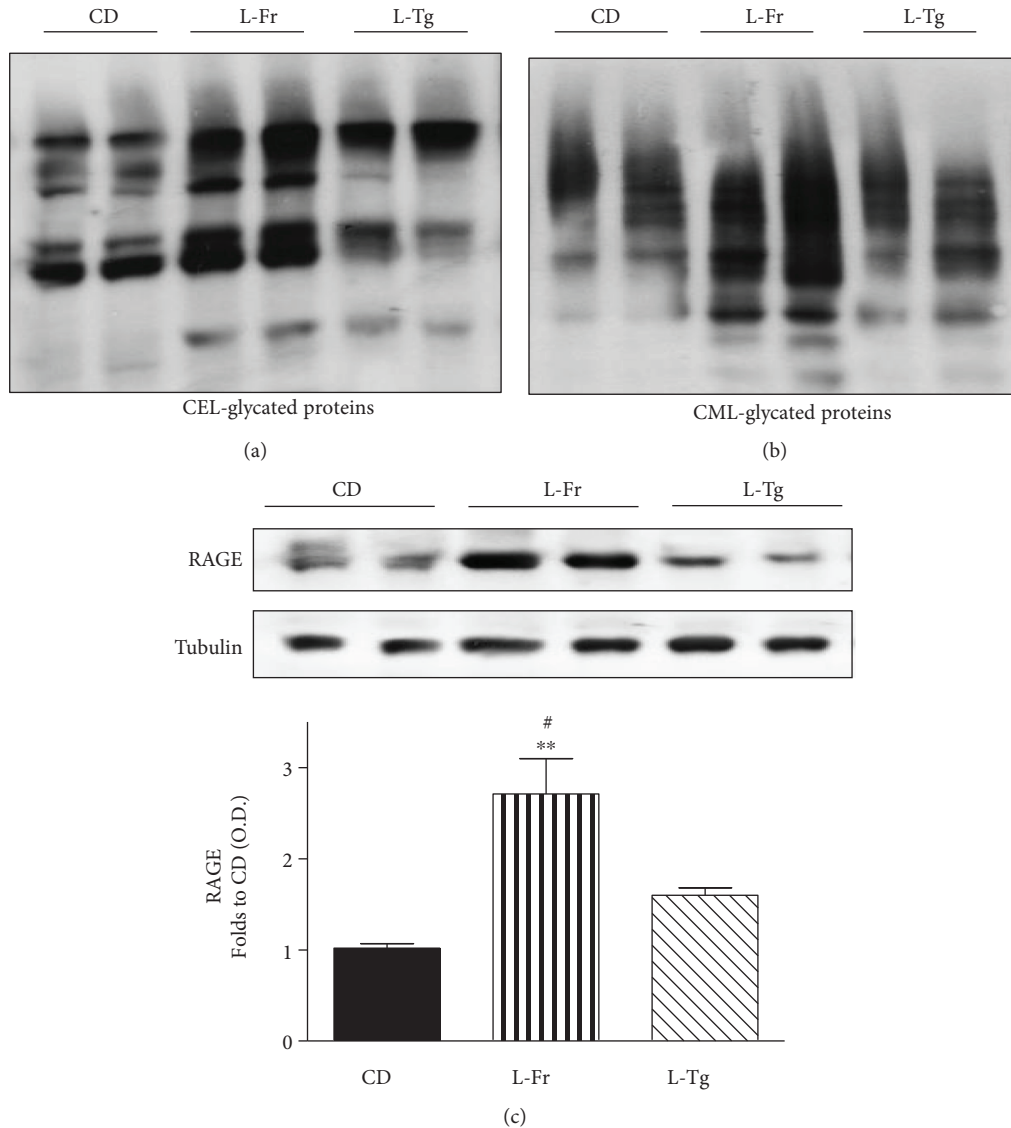 CD L-Fr L-Tg
CD L-Fr L-Tg
CEL-glycated proteins
(a)
CML-glycated proteins
(b)
CD L-Fr L-Tg
RAGE
Tubulin
#
**
RAGE
Folds to CD (O.D.)
3
2
1
0
CD L-Fr L-Tg
(c)